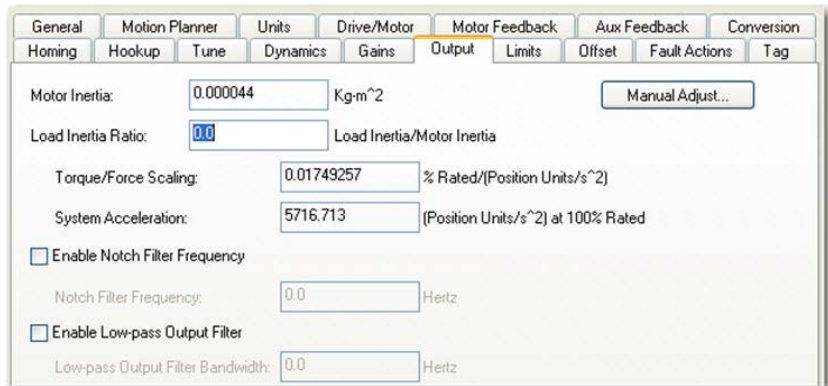 General Motion Planner Units Drive/Motor Motor Feedback Aux Feedback Conversion
Homing Hookup Tune Dynamics Gains Output Limits Offset Fault Actions Tag
Motor Inertia: 0.000044 Kg-m^2 Manual Adjust...
Load Inertia Ratio: 0.0 Load Inertia/Motor Inertia
Torque/Force Scaling: 0.01749257 % Rated/(Position Units/s^2)
System Acceleration: 5716.713 (Position Units/s^2) at 100% Rated
Enable Notch Filter Frequency
Notch Filter Frequency: 0.0 Hertz
Enable Low-pass Output Filter
Low-pass Output Filter Bandwidth: 0.0 Hertz